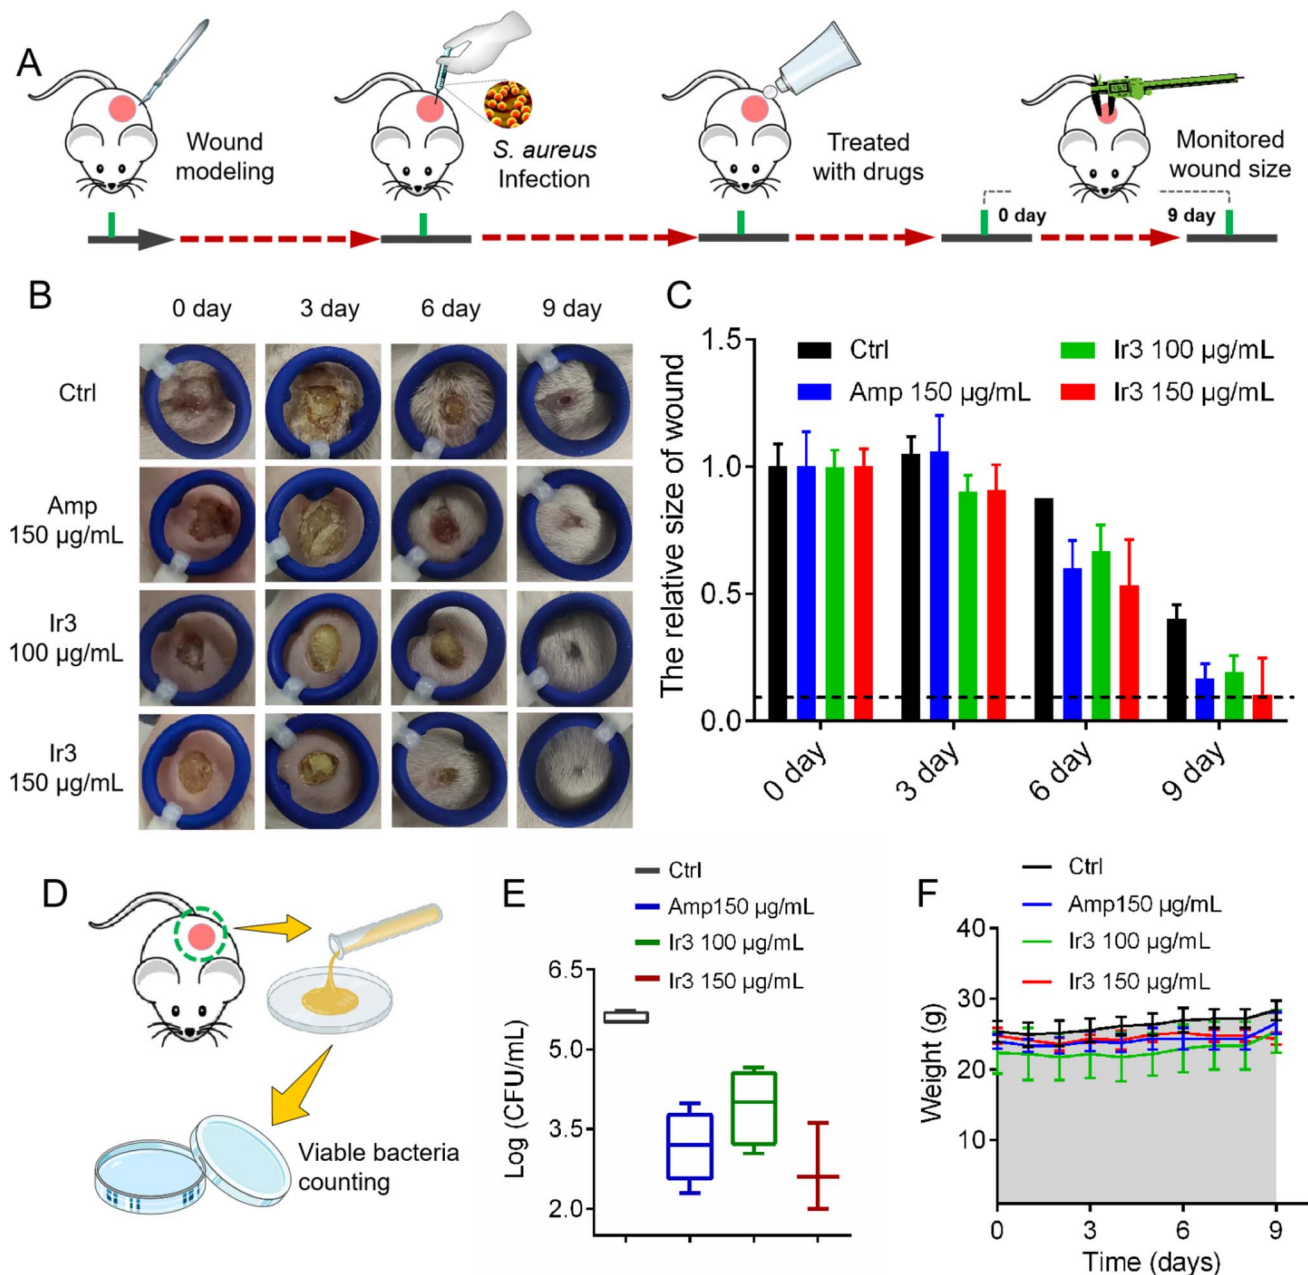 A
Wound
modeling
S. aureus
Infection
Treated
with drugs
Monitored
wound size
0 day
9 day
B
0 day
3 day
6 day
9 day
Ctrl
Amp
150 µg/mL
Ir3
100 µg/mL
Ir3
150 µg/mL
C
The relative size of wound
1.5
1.0
0.5
0.0
Ctrl
Amp 150 µg/mL
Ir3 100 µg/mL
Ir3 150 µg/mL
0 day
3 day
6 day
9 day
D
Viable bacteria
counting
E
Ctrl
Amp150 µg/mL
Ir3 100 µg/mL
Ir3 150 µg/mL
Log (CFU/mL)
6.5
5.0
3.5
2.0
F
Ctrl
Amp150 µg/mL
Ir3 100 µg/mL
Ir3 150 µg/mL
Weight (g)
40
30
20
10
0
3
6
9
Time (days)